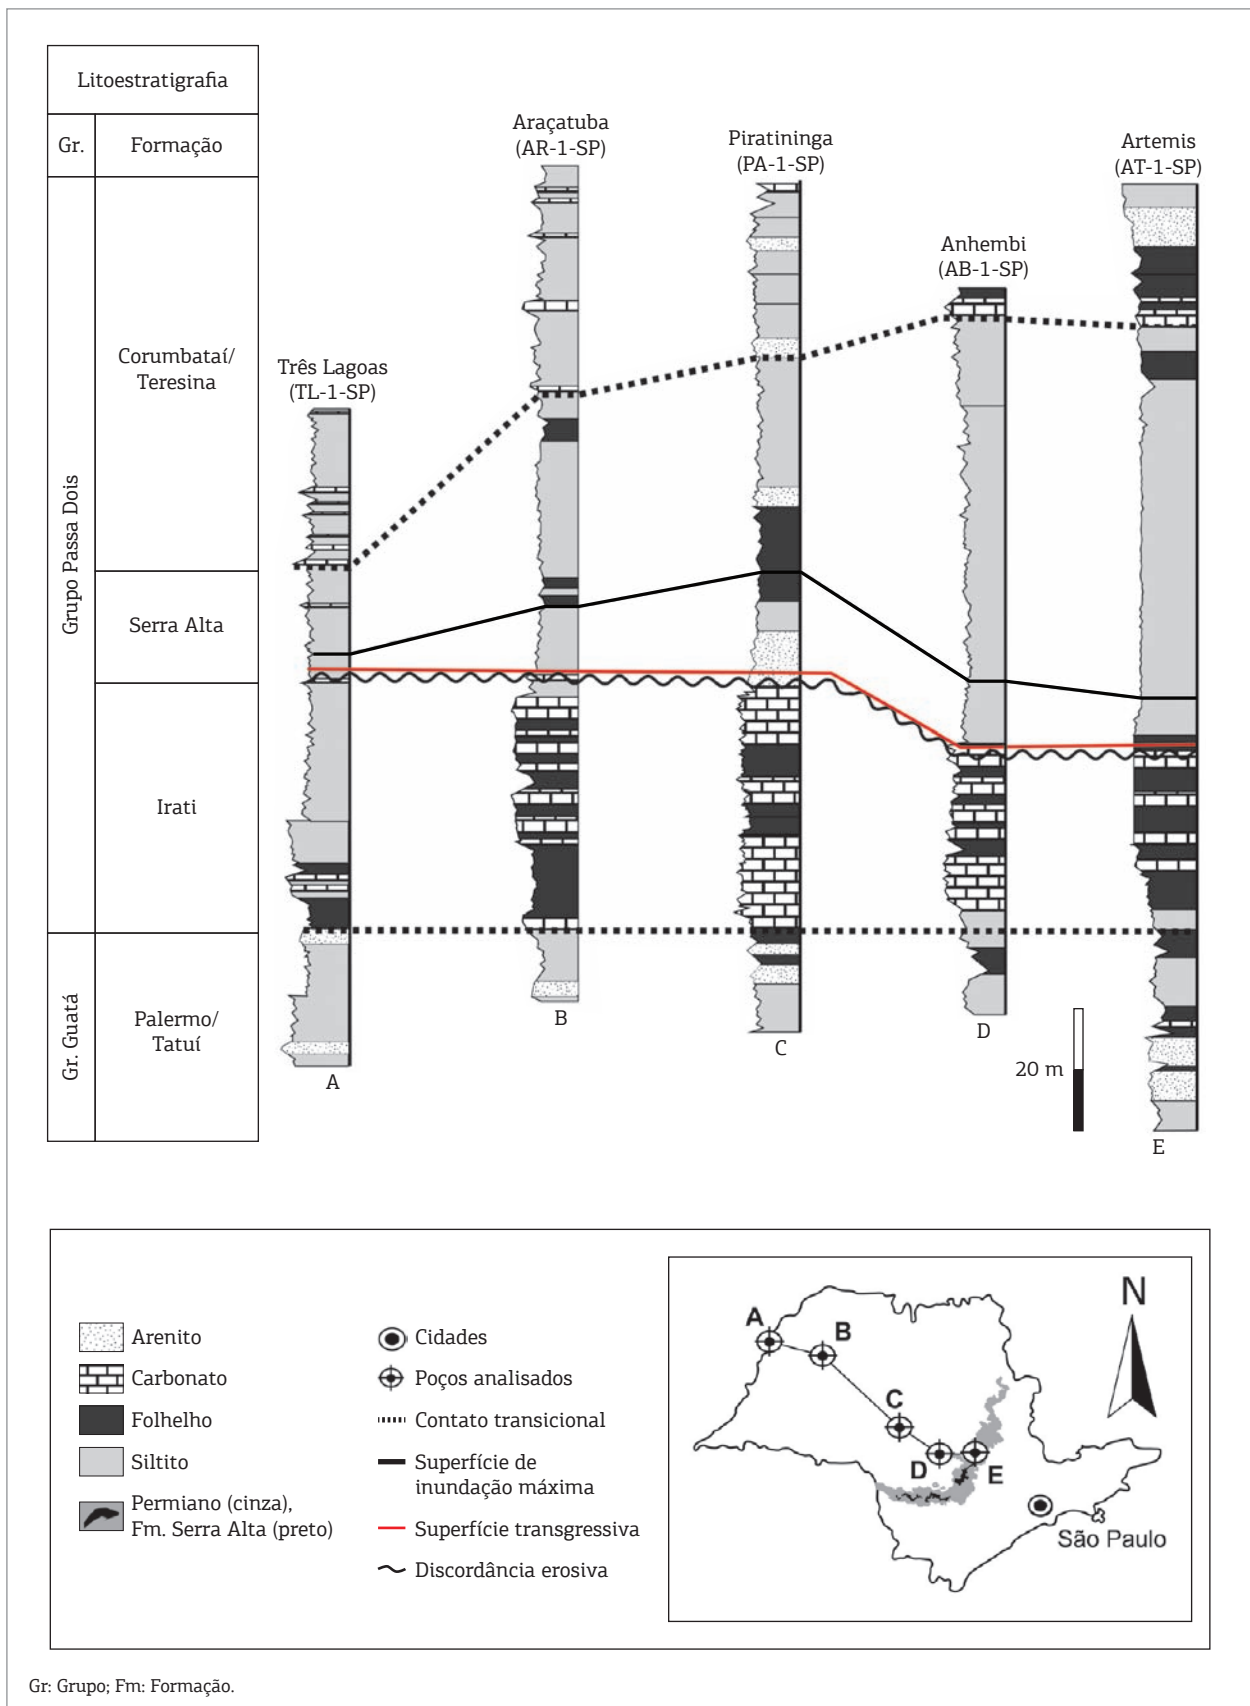 Litoestratigrafia
Gr.
Formação
Grupo Passa Dois
Corumbataí/
Teresina
Serra Alta
Irati
Gr. Guatá
Palermo/
Tatuí
Três Lagoas
(TL-1-SP)
A
Araçatuba
(AR-1-SP)
B
Piratininga
(PA-1-SP)
C
Anhembi
(AB-1-SP)
D
Artemis
(AT-1-SP)
E
20 m
Arenito
Carbonato
Folhelho
Siltito
Permiano (cinza),
Fm. Serra Alta (preto)
Cidades
Poços analisados
Contato transicional
Superfície de
inundação máxima
Superfície transgressiva
Discordância erosiva
N
A
B
C
D
E
São Paulo
Gr: Grupo; Fm: Formação.